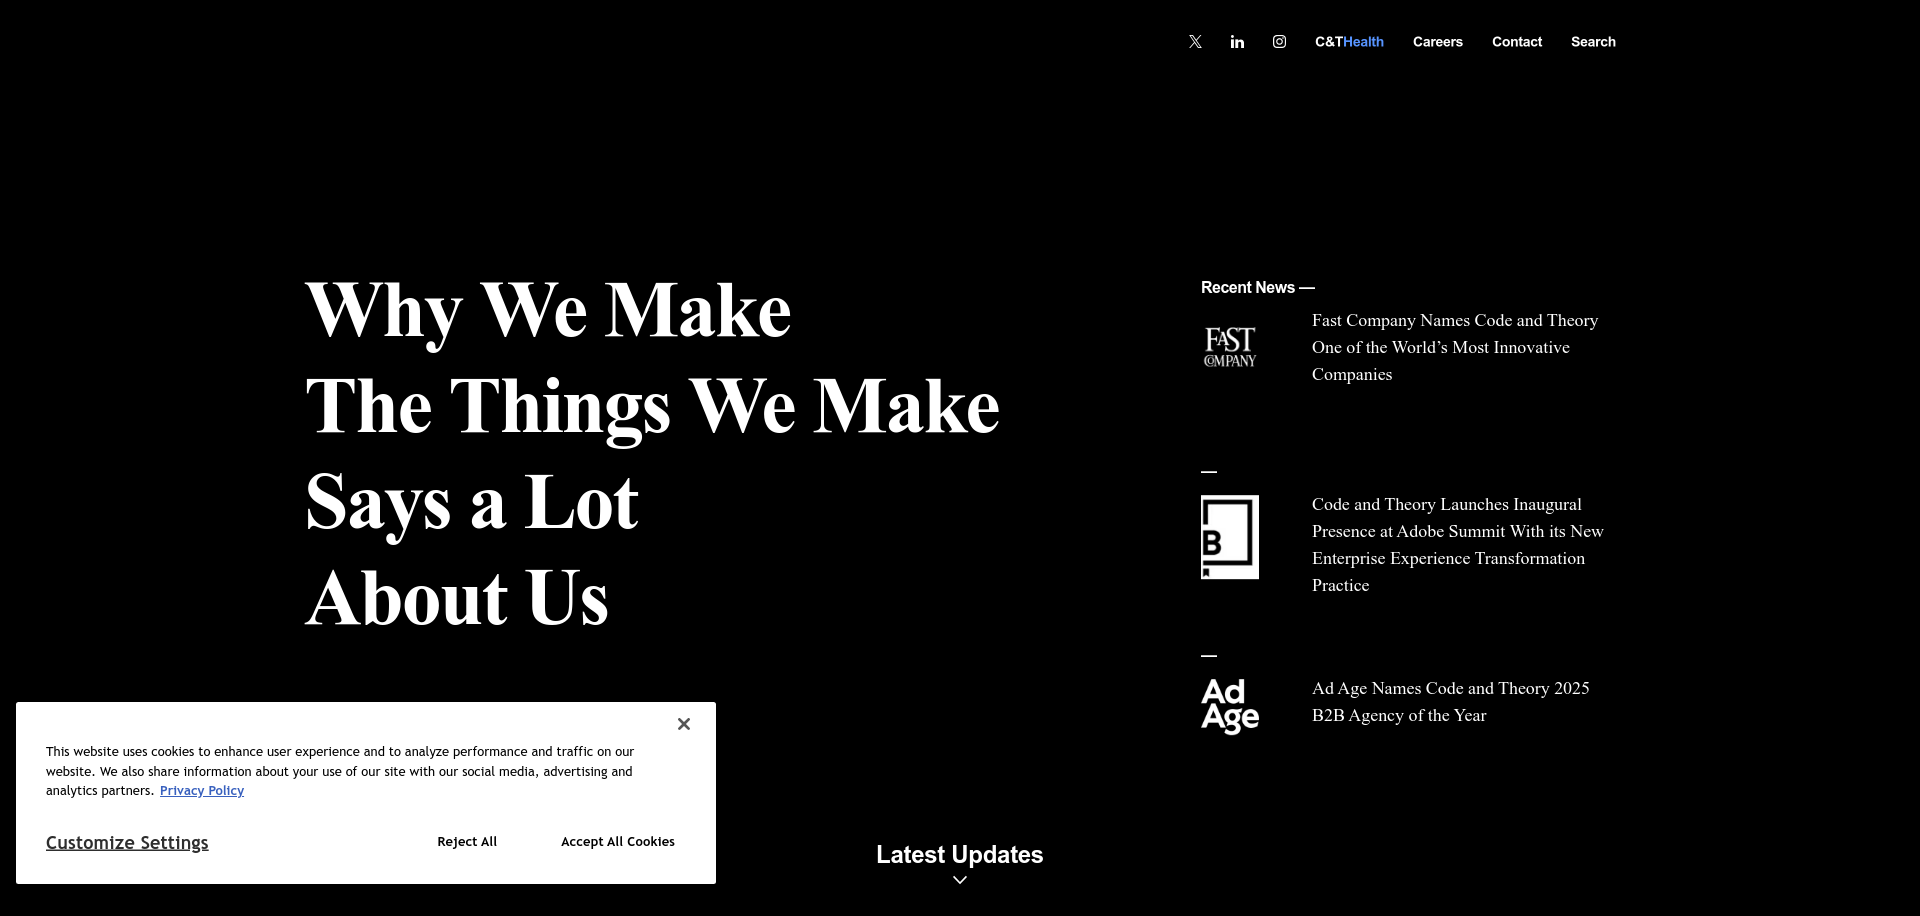 C&THealth
Careers
Contact
Search
Why We Make
The Things We Make
Says a Lot
About Us
Recent News —
FAST
COMPANY
Fast Company Names Code and Theory
One of the World’s Most Innovative
Companies
—
B
Code and Theory Launches Inaugural
Presence at Adobe Summit With its New
Enterprise Experience Transformation
Practice
—
Ad
Age
Ad Age Names Code and Theory 2025
B2B Agency of the Year
This website uses cookies to enhance user experience and to analyze performance and traffic on our
website. We also share information about your use of our site with our social media, advertising and
analytics partners. Privacy Policy
Customize Settings
Reject All
Accept All Cookies
Latest Updates